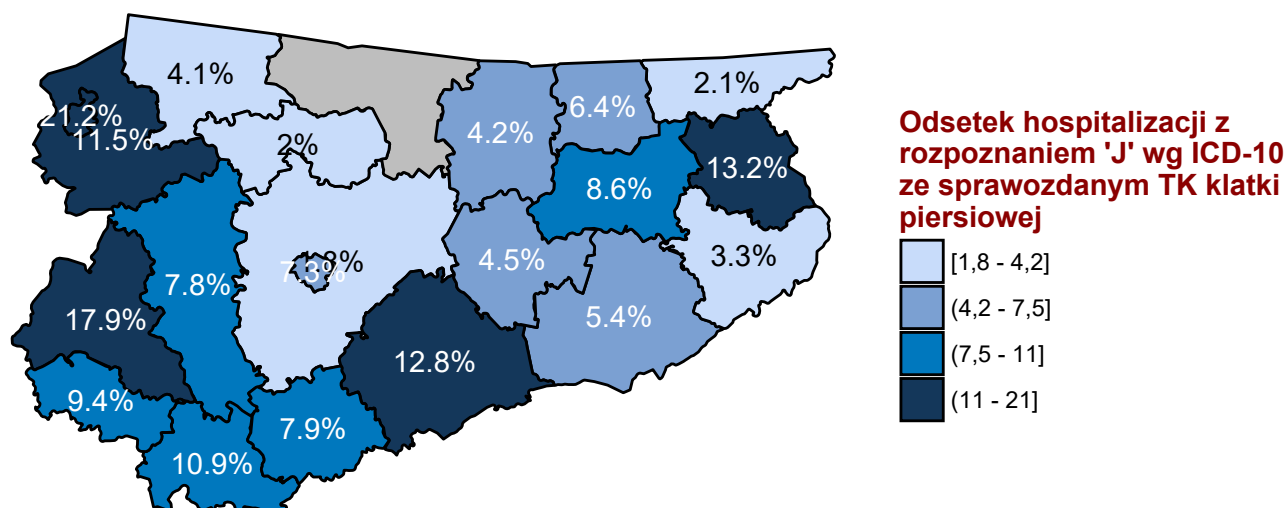 4.1%
2.1%
6.4%
21.2%
11.5%
4.2%
2%
13.2%
8.6%
3.3%
4.5%
7.3%
7.8%
5.4%
17.9%
12.8%
9.4%
7.9%
10.9%
Odsetek hospitalizacji z
rozpoznaniem 'J' wg ICD-10
ze sprawozdanym TK klatki
piersiowej
[1,8 - 4,2]
(4,2 - 7,5]
(7,5 - 11]
(11 - 21]